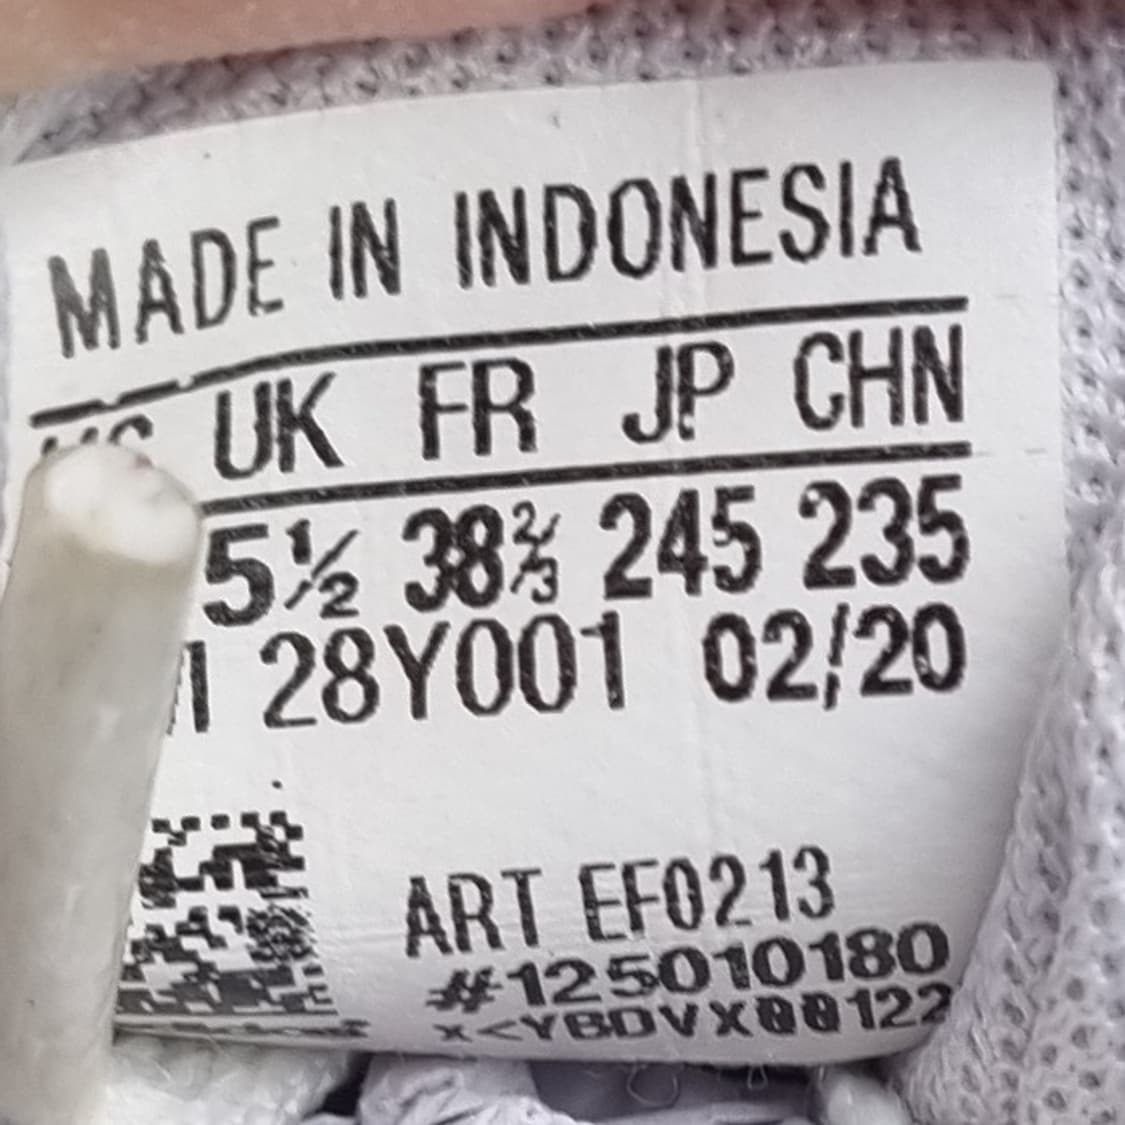 MADE IN INDONESIA
UK FR JP CHN
5½ 38⅔ 245 235
28Y001 02/20
ART EF0213
#125010180